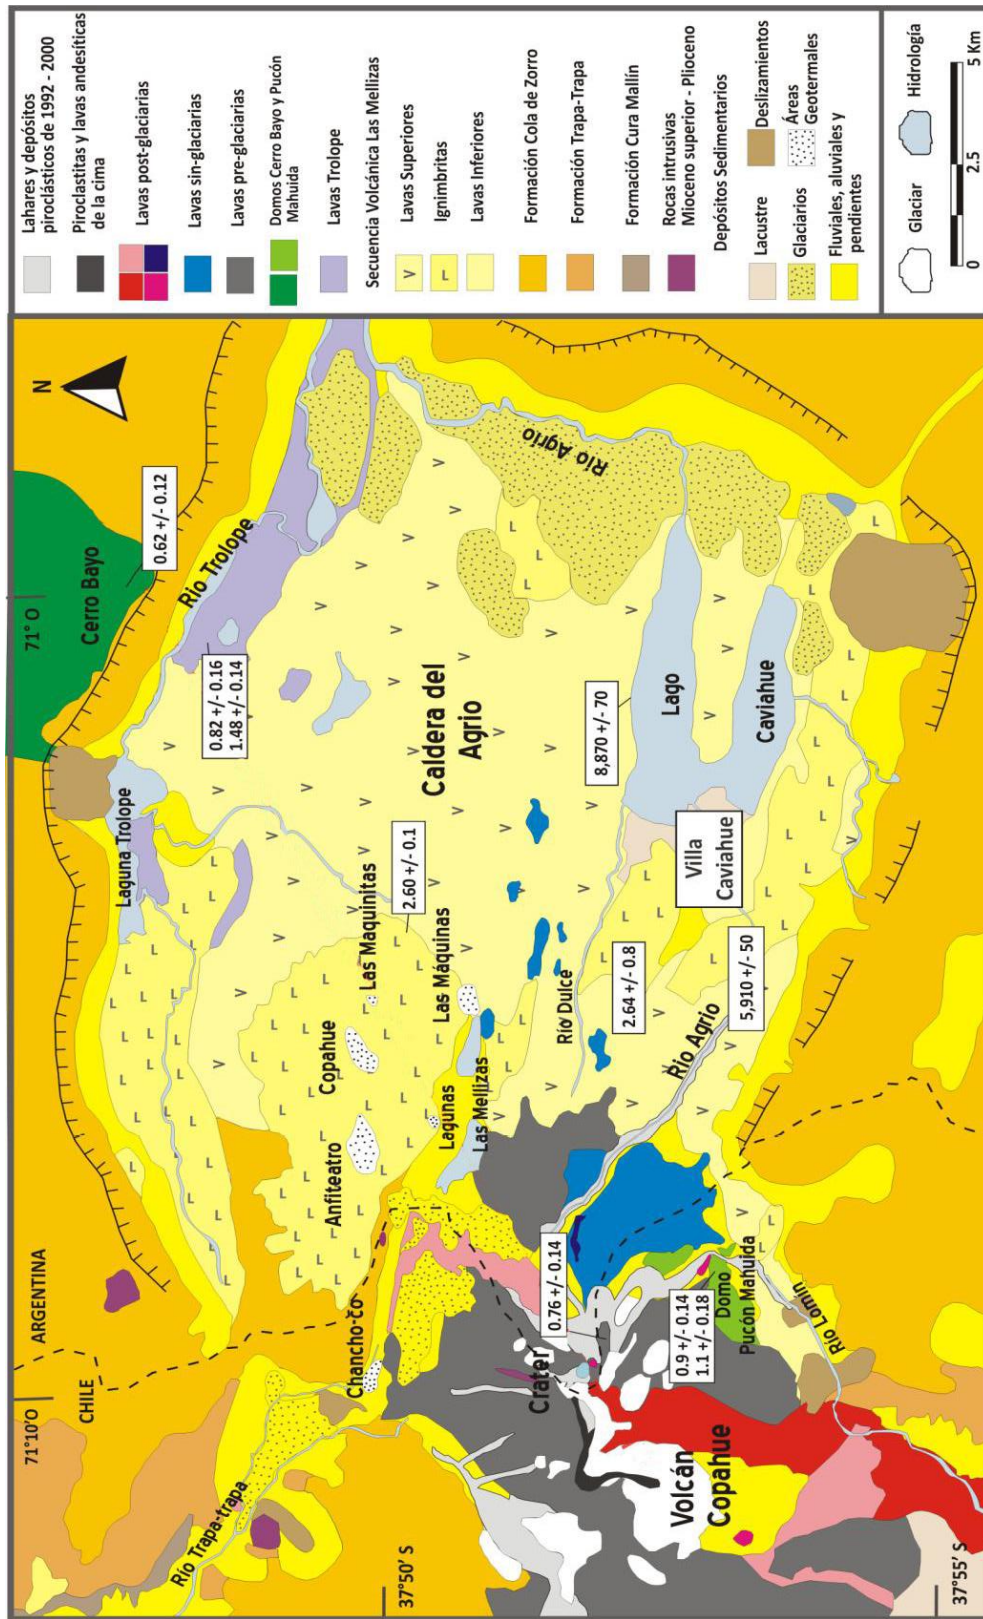 Lahares y depósitos
piroclásticos de 1992 - 2000
Piroclastitas y lavas andesíticas
de la cima
Lavas post-glaciarias
Lavas sin-glaciarias
Lavas pre-glaciarias
Domos Cerro Bayo y Pucón
Mahuida
Lavas Trolope
Secuencia Volcánica Las Mellizas
V
Lavas Superiores
L
Ignimbritas
Lavas Inferiores
Formación Cola de Zorro
Formación Trapa-Trapa
Formación Cura Mallín
Rocas intrusivas
Mioceno superior - Plioceno
Depósitos Sedimentarios
Lacustre
Deslizamientos
Glaciarios
Áreas
Geotermales
Fluviales, aluviales y
pendientes
Glaciar
Hidrología
0
2.5
5 Km
71°10'O
71° O
N
CHILE
ARGENTINA
Cerro Bayo
0.62 +/- 0.12
Río Trapa-trapa
Laguna Trolope
Río Trolope
0.82 +/- 0.16
1.48 +/- 0.14
Chancho-Co
Anfiteatro
Copahue
Las Maquinitas
2.60 +/- 0.1
Las Máquinas
Caldera del
Agrio
Lagunas
Las Mellizas
37°50' S
Río Agrio
Cráter
0.76 +/- 0.14
Río Dulce
8,870 +/- 70
2.64 +/- 0.8
Lago
Caviahue
Villa
Caviahue
Río Agrio
5,910 +/- 50
Volcán
Copahue
0.9 +/- 0.14
1.1 +/- 0.18
Domo
Pucón Mahuida
Río Lomín
37°55' S